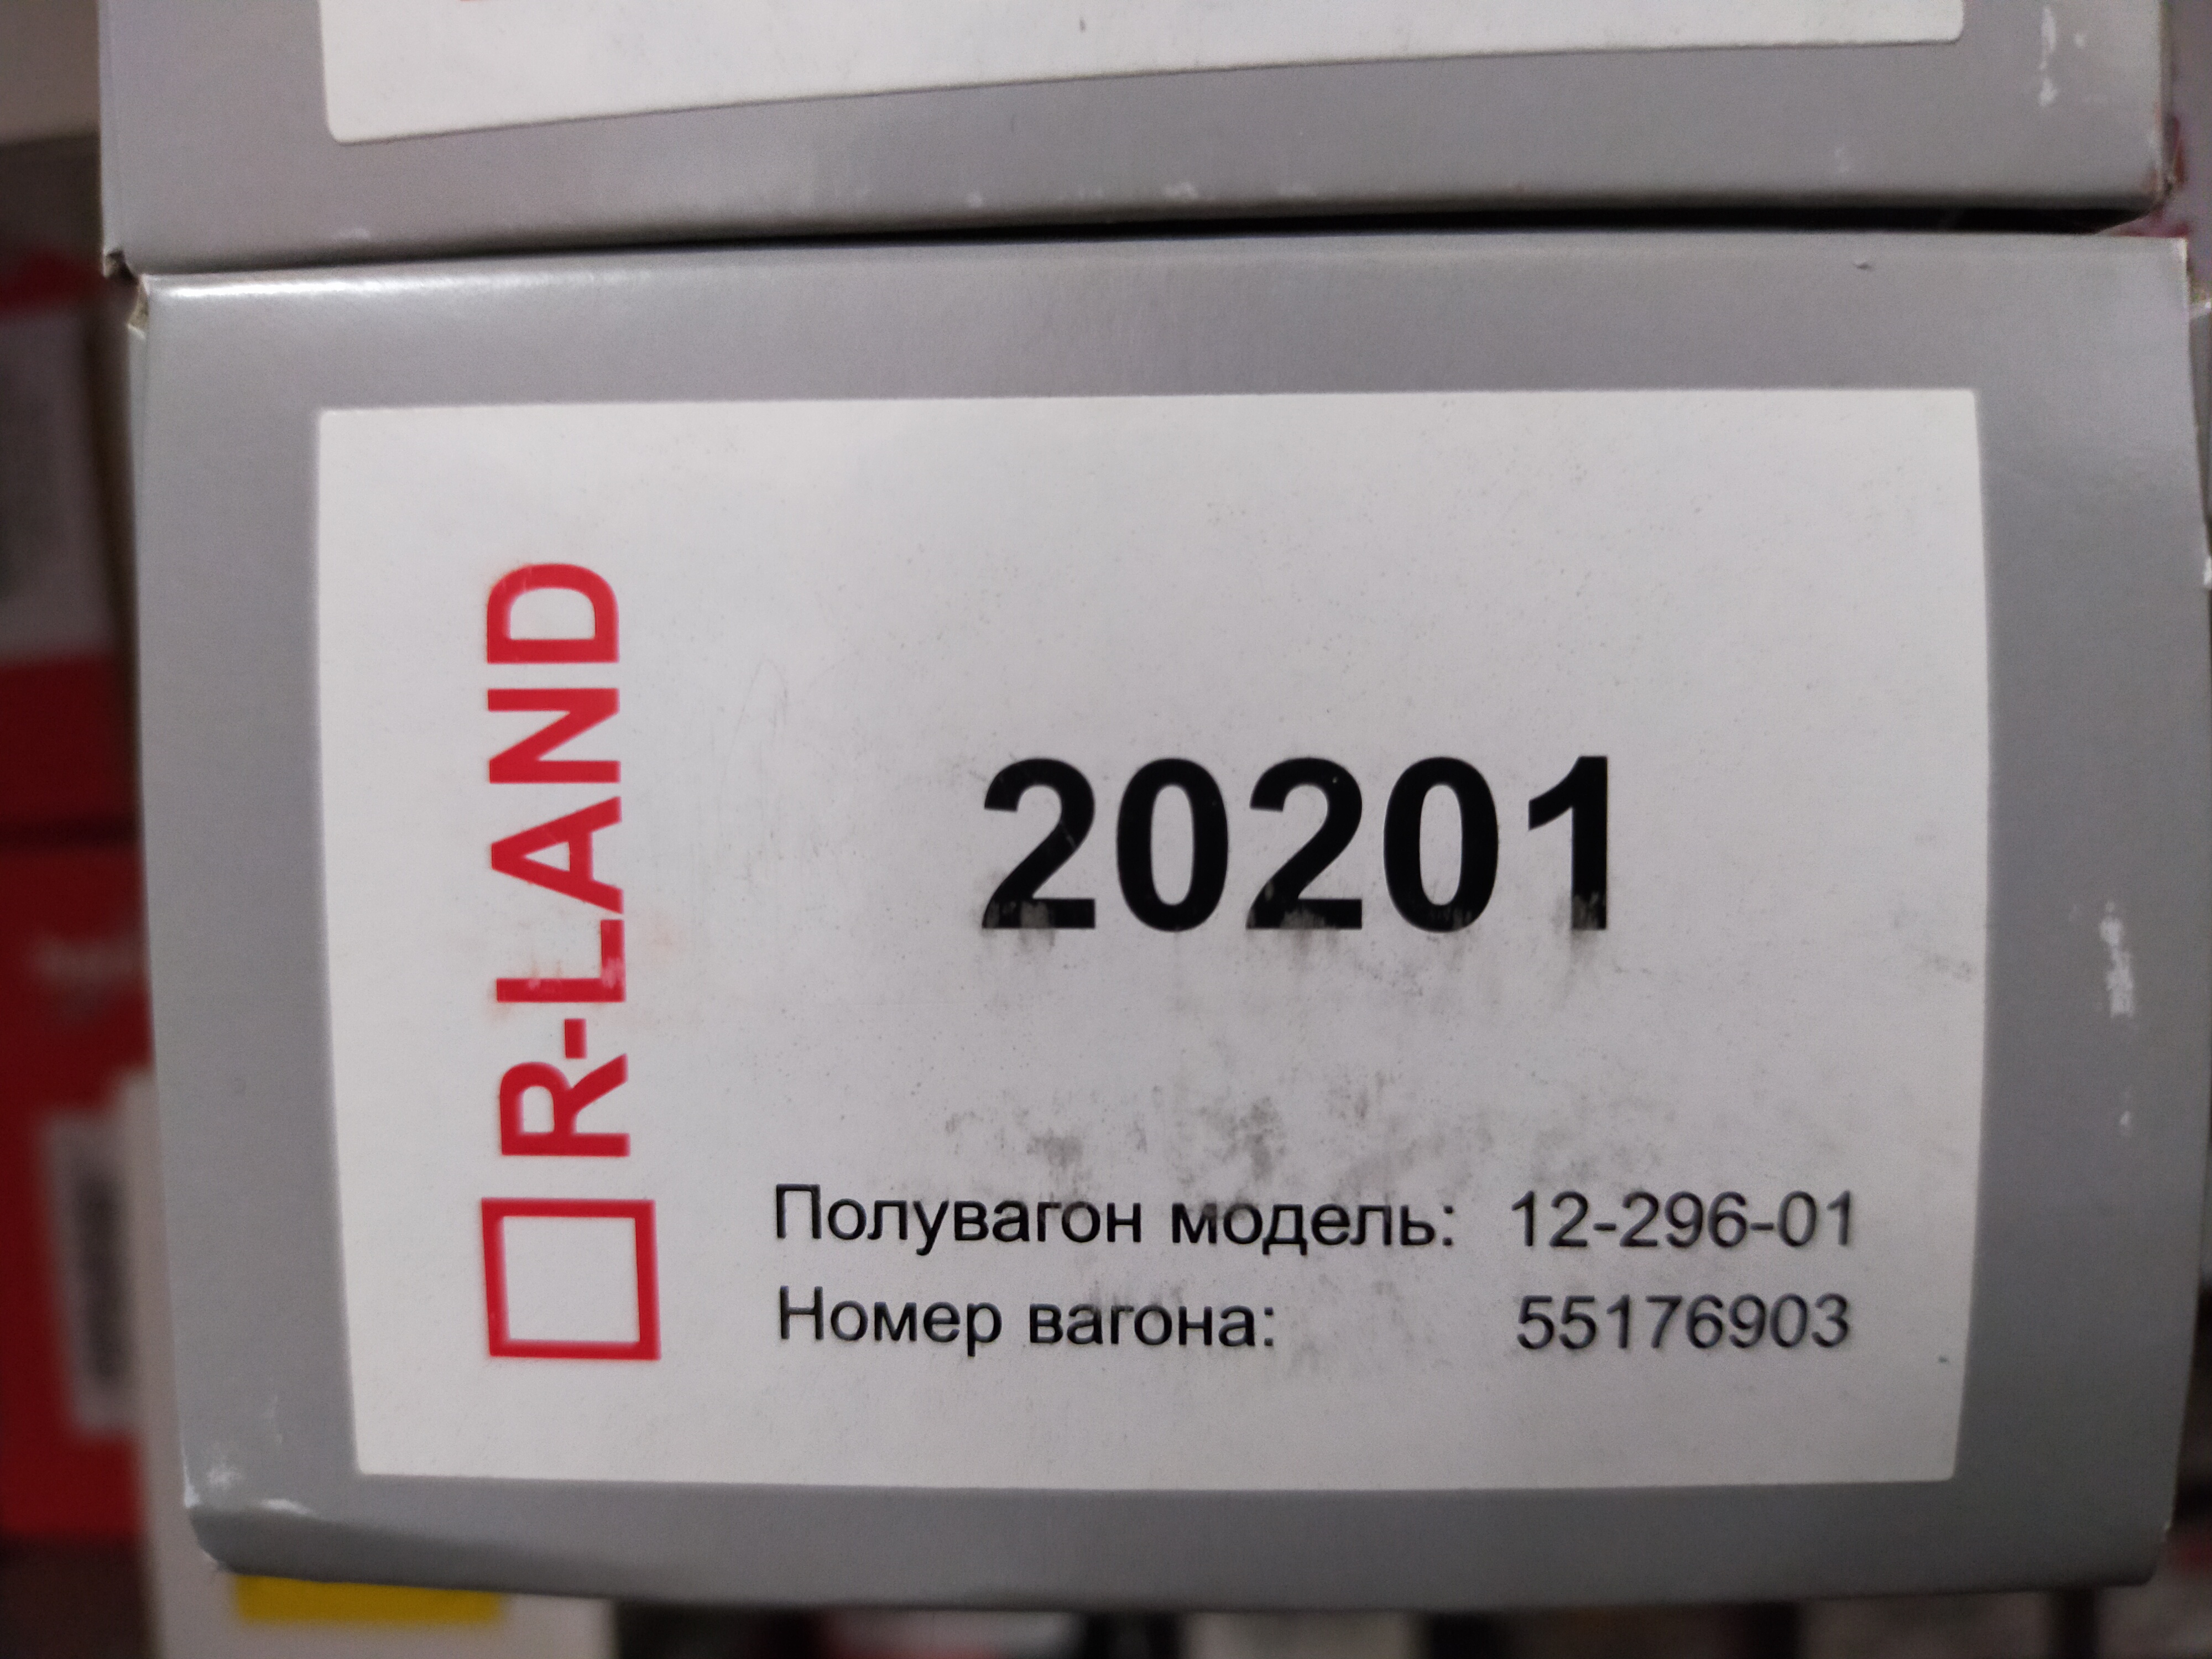 R-LAND
20201
Полувагон модель: 12-296-01
Номер вагона: 55176903